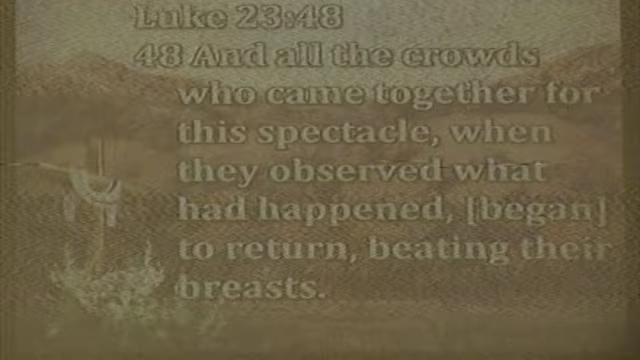 Luke 23:48
48 And all the crowds
who came together for
this spectacle, when
they observed what
had happened, [began]
to return, beating their
breasts.